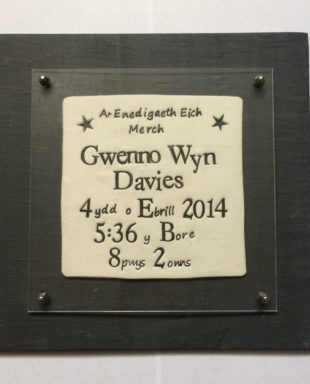 Ar Enedigaeth Eich
Merch
Gwenno Wyn
Davies
4ydd o Ebrill 2014
5:36 y Bore
8pwys 2owns